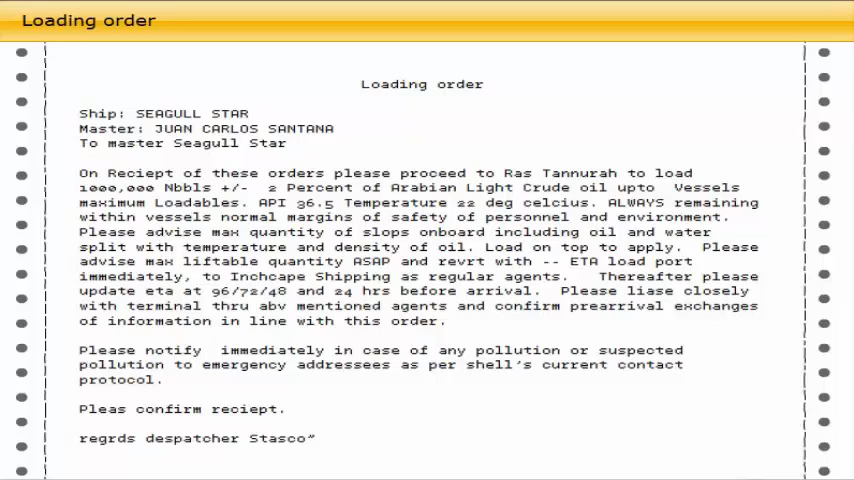 Loading order
Loading order
Ship: SEAGULL STAR
Master: JUAN CARLOS SANTANA
To master Seagull Star
On Reciept of these orders please proceed to Ras Tannurah to load
1000,000 Nbbls +/-  2 Percent of Arabian Light Crude oil upto  Vessels
maximum Loadables. API 36.5 Temperature 22 deg celcius. ALWAYS remaining
within vessels normal margins of safety of personnel and environment.
Please advise max quantity of slops onboard including oil and water
split with temperature and density of oil. Load on top to apply.  Please
advise max liftable quantity ASAP and revrt with -- ETA load port
immediately, to Inchcape Shipping as regular agents.   Thereafter please
update eta at 96/72/48 and 24 hrs before arrival.  Please liase closely
with terminal thru abv mentioned agents and confirm prearrival exchanges
of information in line with this order.
Please notify  immediately in case of any pollution or suspected
pollution to emergency addressees as per shell's current contact
protocol.
Pleas confirm reciept.
regrds despatcher Stasco"